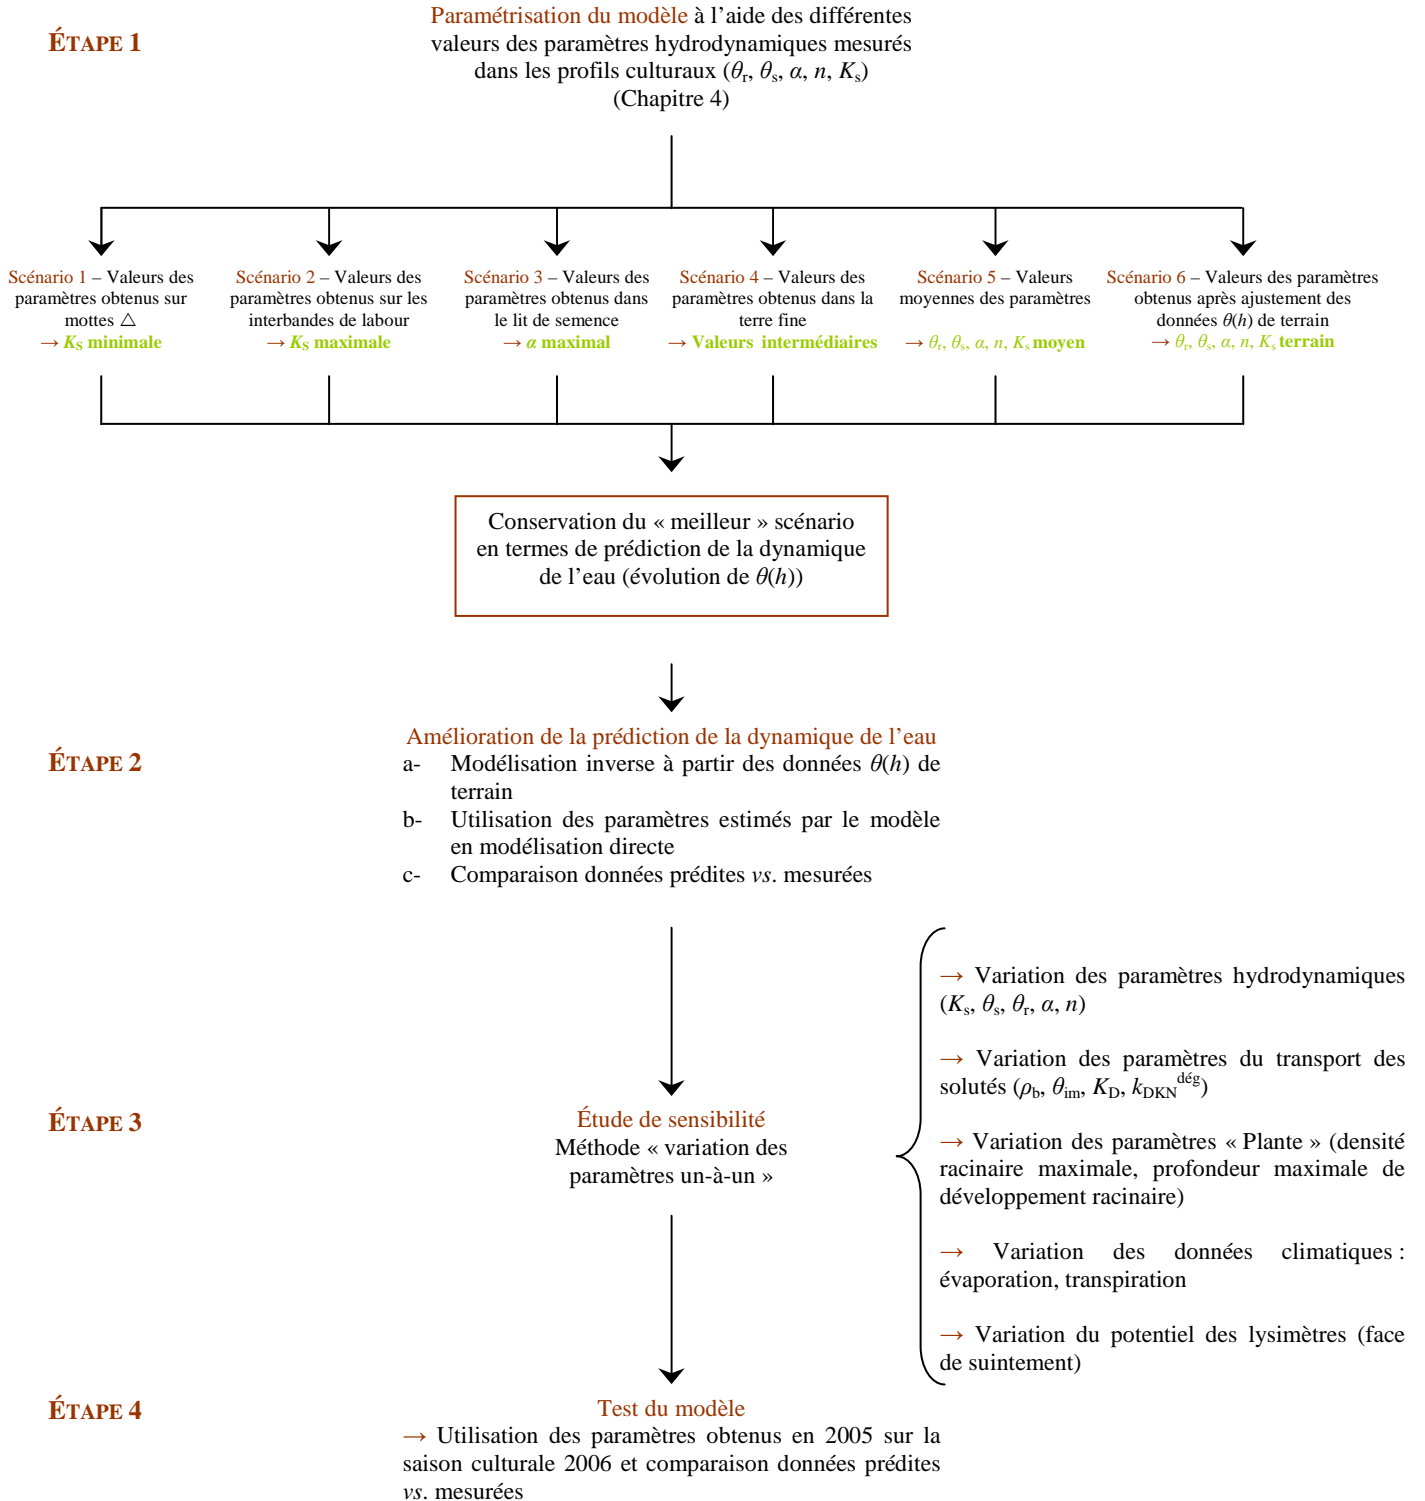 ÉTAPE 1
Paramétrisation du modèle à l’aide des différentes
valeurs des paramètres hydrodynamiques mesurés
dans les profils culturaux (θr, θs, α, n, Ks)
(Chapitre 4)
Scénario 1 – Valeurs des
paramètres obtenus sur
mottes △
→ KS minimale
Scénario 2 – Valeurs des
paramètres obtenus sur les
interbandes de labour
→ KS maximale
Scénario 3 – Valeurs des
paramètres obtenus dans
le lit de semence
→ α maximal
Scénario 4 – Valeurs des
paramètres obtenus dans la
terre fine
→ Valeurs intermédiaires
Scénario 5 – Valeurs
moyennes des paramètres
→ θr, θs, α, n, Ks moyen
Scénario 6 – Valeurs des paramètres
obtenus après ajustement des
données θ(h) de terrain
→ θr, θs, α, n, Ks terrain
Conservation du « meilleur » scénario
en termes de prédiction de la dynamique
de l’eau (évolution de θ(h))
ÉTAPE 2
Amélioration de la prédiction de la dynamique de l’eau
a- Modélisation inverse à partir des données θ(h) de
terrain
b- Utilisation des paramètres estimés par le modèle
en modélisation directe
c- Comparaison données prédites vs. mesurées
ÉTAPE 3
Étude de sensibilité
Méthode « variation des
paramètres un-à-un »
→ Variation des paramètres hydrodynamiques
(Ks, θs, θr, α, n)
→ Variation des paramètres du transport des
solutés (ρb, θim, KD, kDKN^dég)
→ Variation des paramètres « Plante » (densité
racinaire maximale, profondeur maximale de
développement racinaire)
→ Variation des données climatiques :
évaporation, transpiration
→ Variation du potentiel des lysimètres (face
de suintement)
ÉTAPE 4
Test du modèle
→ Utilisation des paramètres obtenus en 2005 sur la
saison culturale 2006 et comparaison données prédites
vs. mesurées